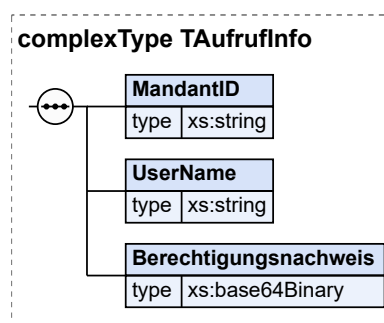 complexType TAufrufInfo
MandantID
type xs:string
UserName
type xs:string
Berechtigungsnachweis
type xs:base64Binary